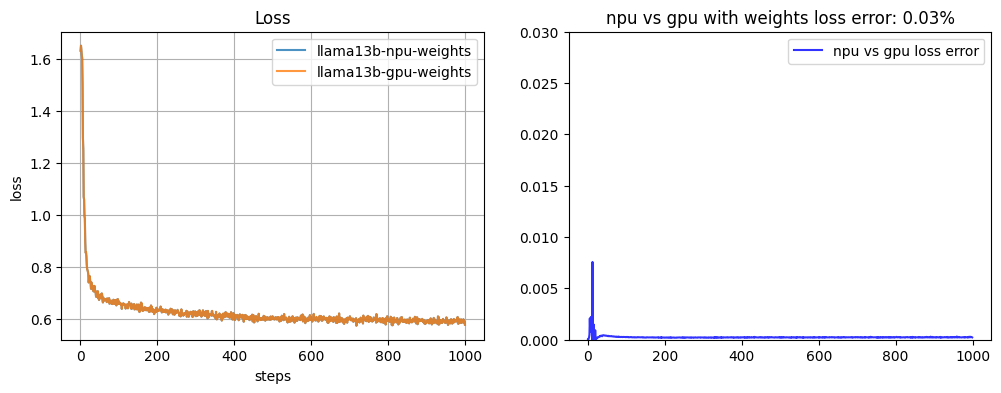 Loss
llama13b-npu-weights
llama13b-gpu-weights
1.6
1.4
1.2
1.0
0.8
0.6
loss
0 200 400 600 800 1000
steps
npu vs gpu with weights loss error: 0.03%
npu vs gpu loss error
0.030
0.025
0.020
0.015
0.010
0.005
0.000
0 200 400 600 800 1000